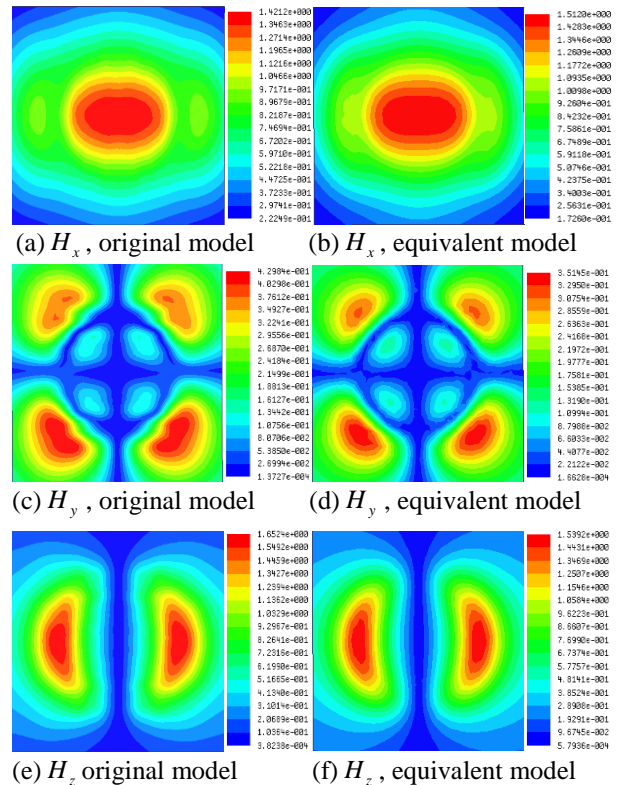 1.4212e+000
1.3463e+000
1.2714e+000
1.1965e+000
1.1216e+000
1.0466e+000
9.7171e-001
8.9679e-001
8.2187e-001
7.4694e-001
6.7202e-001
5.9710e-001
5.2218e-001
4.4725e-001
3.7233e-001
2.9741e-001
2.2249e-001
1.5120e+000
1.4283e+000
1.3446e+000
1.2609e+000
1.1772e+000
1.0935e+000
1.0098e+000
9.2604e-001
8.4232e-001
7.5861e-001
6.7489e-001
5.9118e-001
5.0746e-001
4.2375e-001
3.4003e-001
2.5631e-001
1.7260e-001
(a) H_x , original model
(b) H_x , equivalent model
4.2984e-001
4.0298e-001
3.7612e-001
3.4927e-001
3.2241e-001
2.9556e-001
2.6870e-001
2.4184e-001
2.1499e-001
1.8813e-001
1.6127e-001
1.3442e-001
1.0756e-001
8.0706e-002
5.3850e-002
2.6994e-002
1.3727e-004
3.5145e-001
3.2950e-001
3.0754e-001
2.8559e-001
2.6363e-001
2.4168e-001
2.1972e-001
1.9777e-001
1.7581e-001
1.5385e-001
1.3190e-001
1.0994e-001
8.7988e-002
6.6033e-002
4.4077e-002
2.2122e-002
1.6628e-004
(c) H_y , original model
(d) H_y , equivalent model
1.6524e+000
1.5492e+000
1.4459e+000
1.3427e+000
1.2394e+000
1.1362e+000
1.0329e+000
9.2967e-001
8.2641e-001
7.2316e-001
6.1990e-001
5.1665e-001
4.1340e-001
3.1014e-001
2.0689e-001
1.0364e-001
3.8238e-004
1.5392e+000
1.4431e+000
1.3469e+000
1.2507e+000
1.1546e+000
1.0584e+000
9.6223e-001
8.6607e-001
7.6990e-001
6.7374e-001
5.7757e-001
4.8141e-001
3.8524e-001
2.8908e-001
1.9291e-001
9.6745e-002
5.7936e-004
(e) H_z original model
(f) H_z , equivalent model